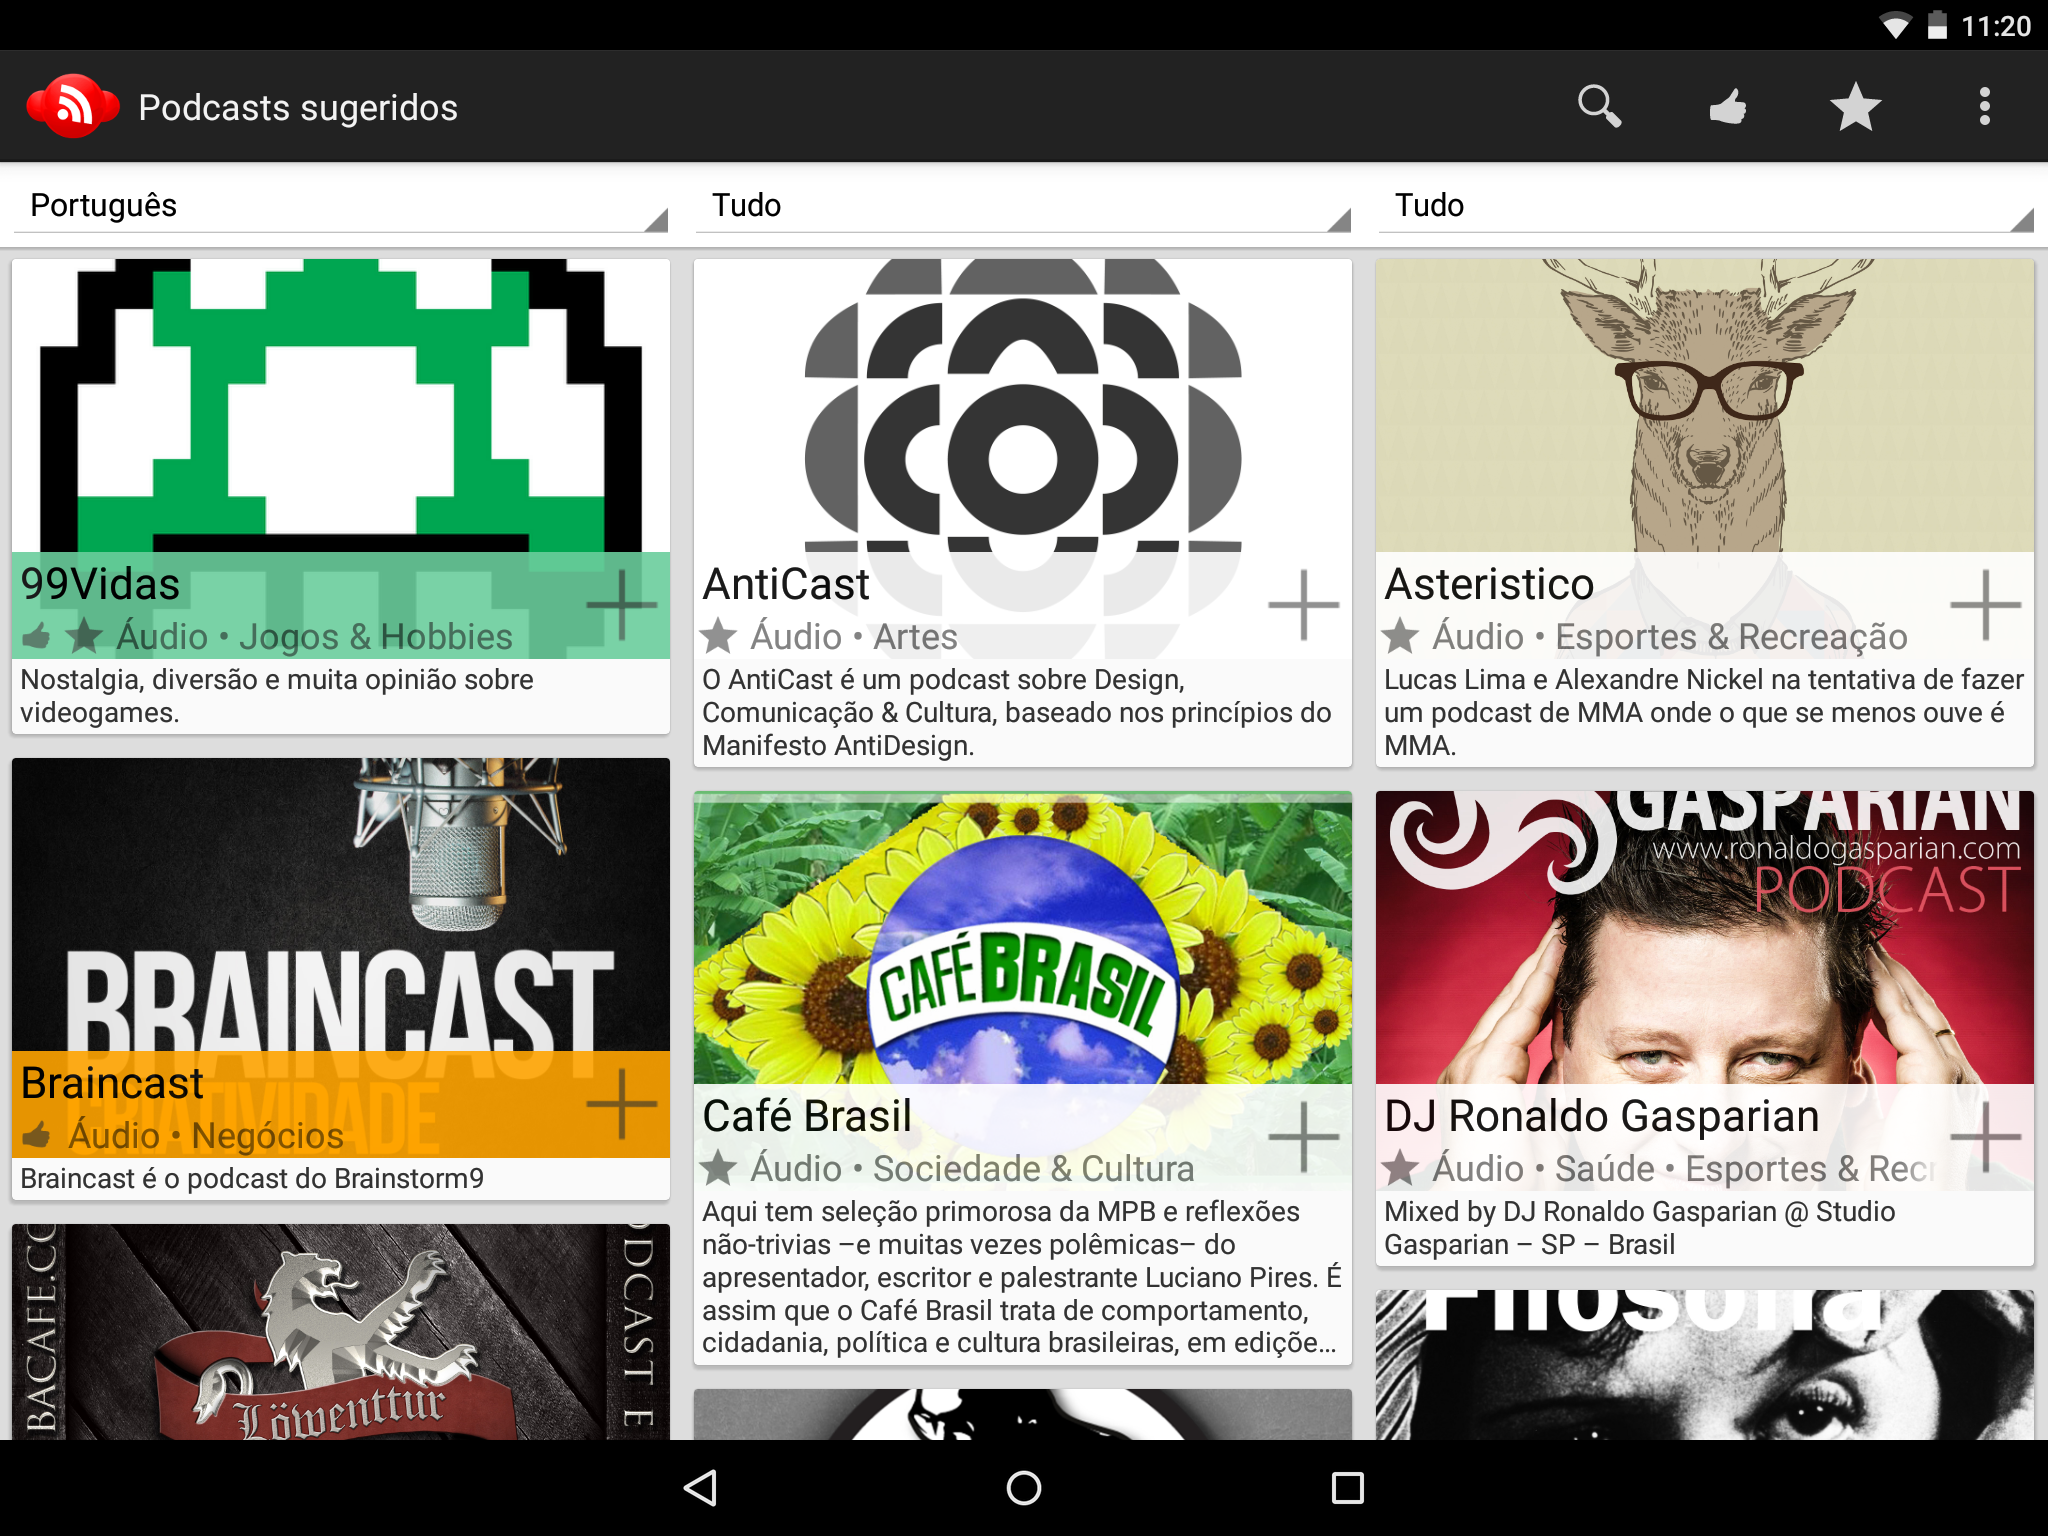 11:20
Podcasts sugeridos
Português
Tudo
Tudo
99Vidas
Áudio • Jogos & Hobbies
Nostalgia, diversão e muita opinião sobre
videogames.
AntiCast
Áudio • Artes
O AntiCast é um podcast sobre Design,
Comunicação & Cultura, baseado nos princípios do
Manifesto AntiDesign.
Asteristico
Áudio • Esportes & Recreação
Lucas Lima e Alexandre Nickel na tentativa de fazer
um podcast de MMA onde o que se menos ouve é
MMA.
BRAINCAST
CRIATIVIDADE
Braincast
Áudio • Negócios
Braincast é o podcast do Brainstorm9
CAFÉ BRASIL
Café Brasil
Áudio • Sociedade & Cultura
Aqui tem seleção primorosa da MPB e reflexões
não-trivias –e muitas vezes polêmicas– do
apresentador, escritor e palestrante Luciano Pires. É
assim que o Café Brasil trata de comportamento,
cidadania, política e cultura brasileiras, em ediçõe...
GASPARIAN
www.ronaldogasparian.com
PODCAST
DJ Ronaldo Gasparian
Áudio • Saúde • Esportes & Recr
Mixed by DJ Ronaldo Gasparian @ Studio
Gasparian – SP – Brasil
BACAFE.CO
Löwenttur
ODCAST E
Filosofia